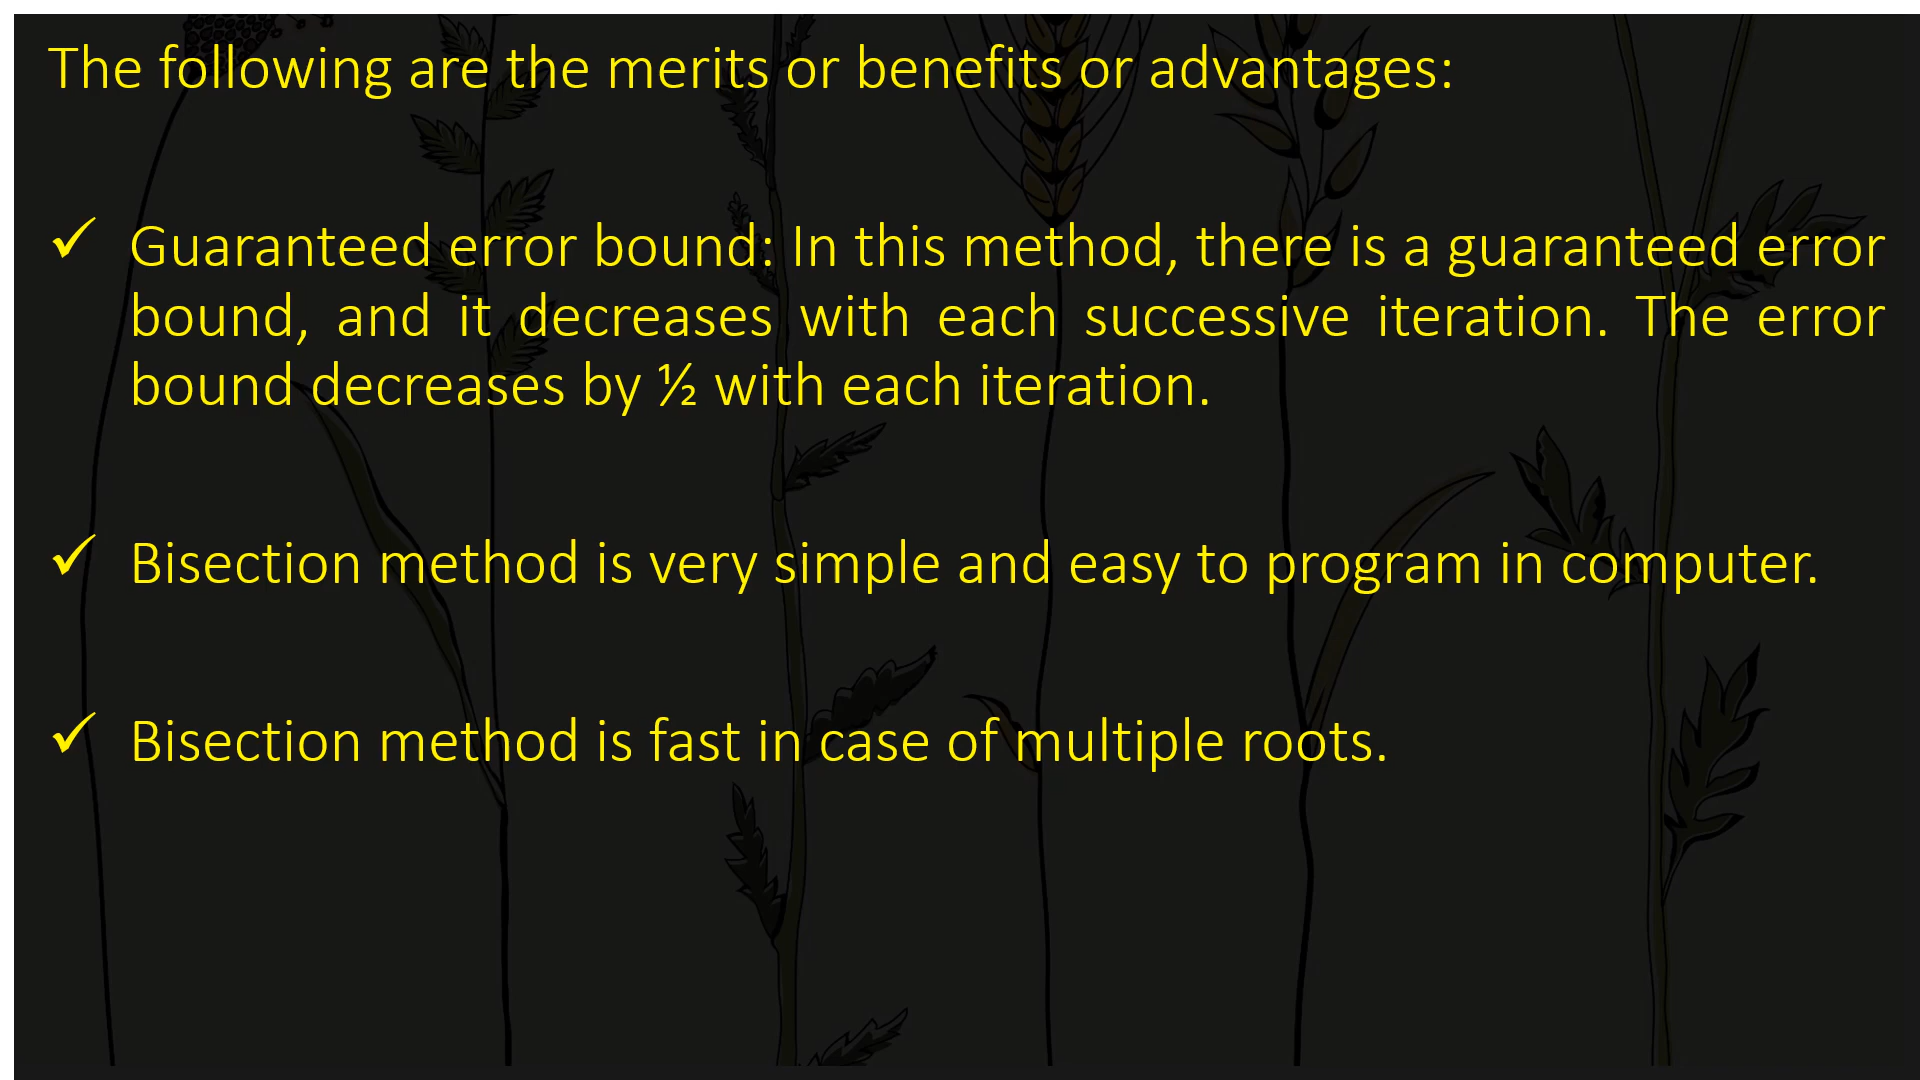 The following are the merits or benefits or advantages:
✓ Guaranteed error bound: In this method, there is a guaranteed error
bound, and it decreases with each successive iteration. The error
bound decreases by ½ with each iteration.
✓ Bisection method is very simple and easy to program in computer.
✓ Bisection method is fast in case of multiple roots.